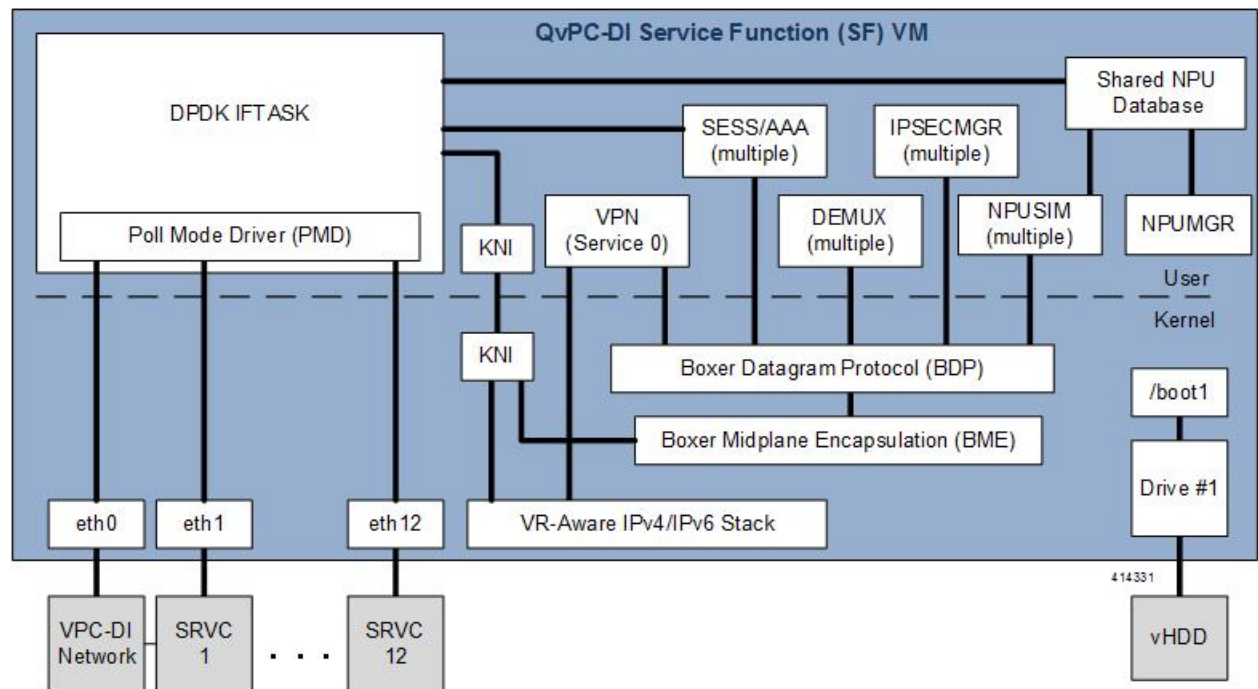 QvPC-DI Service Function (SF) VM
DPDK IFTASK
Shared NPU
Database
SESS/AAA
(multiple)
IPSECMGR
(multiple)
Poll Mode Driver (PMD)
KNI
VPN
(Service 0)
DEMUX
(multiple)
NPUSIM
(multiple)
NPUMGR
User
Kernel
KNI
Boxer Datagram Protocol (BDP)
/boot1
Boxer Midplane Encapsulation (BME)
Drive #1
eth0
eth1
eth12
VR-Aware IPv4/IPv6 Stack
414331
VPC-DI
Network
SRVC
1
. . .
SRVC
12
vHDD